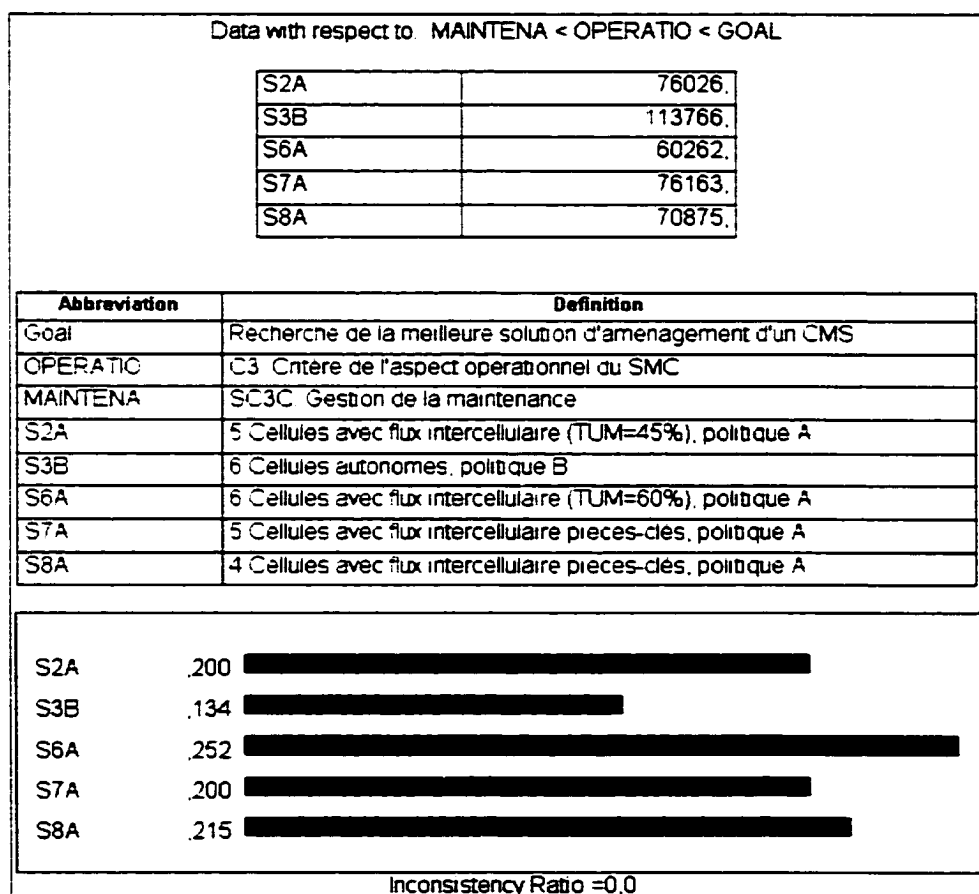 Data with respect to. MAINTENA < OPERATIO < GOAL
S2A 76026,
S3B 113766,
S6A 60262,
S7A 76163,
S8A 70875,
Abbreviation Definition
Goal Recherche de la meilleure solution d'amenagement d'un CMS
OPERATIO C3. Critère de l'aspect operationnel du SMC
MAINTENA SC3C. Gestion de la maintenance
S2A 5 Cellules avec flux intercellulaire (TUM=45%), politique A
S3B 6 Cellules autonomes, politique B
S6A 6 Cellules avec flux intercellulaire (TUM=60%), politique A
S7A 5 Cellules avec flux intercellulaire pieces-clés, politique A
S8A 4 Cellules avec flux intercellulaire pieces-clés, politique A
S2A ,200
S3B ,134
S6A ,252
S7A ,200
S8A ,215
Inconsistency Ratio =0.0